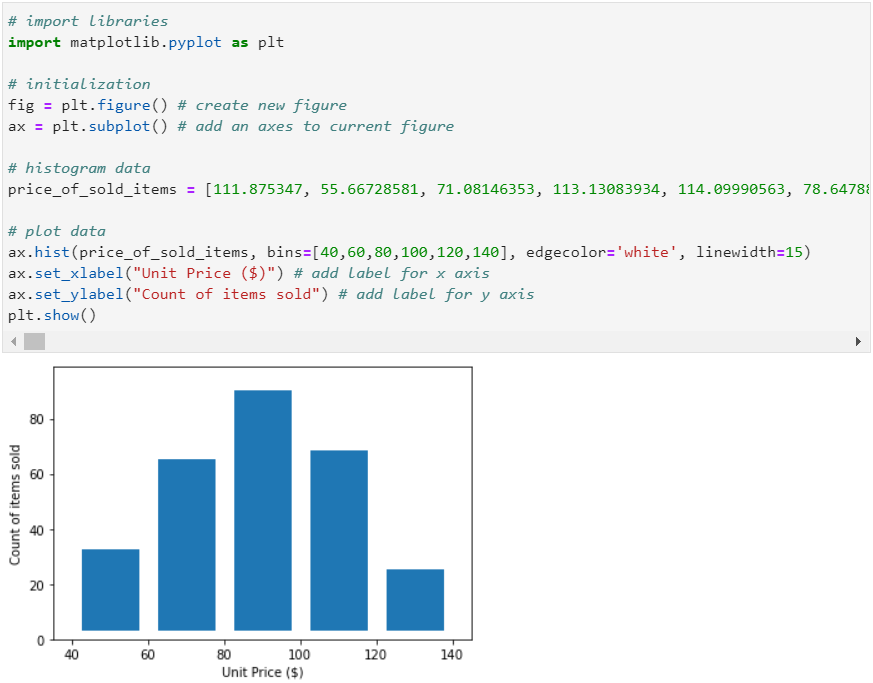 # import libraries
import matplotlib.pyplot as plt
# initialization
fig = plt.figure() # create new figure
ax = plt.subplot() # add an axes to current figure
# histogram data
price_of_sold_items = [111.875347, 55.66728581, 71.08146353, 113.13083934, 114.09990563, 78.6478
# plot data
ax.hist(price_of_sold_items, bins=[40,60,80,100,120,140], edgecolor='white', linewidth=15)
ax.set_xlabel("Unit Price ($)") # add label for x axis
ax.set_ylabel("Count of items sold") # add label for y axis
plt.show()
80
60
40
20
0
Count of items sold
40 60 80 100 120 140
Unit Price ($)